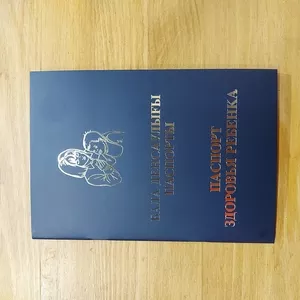 БАЛА ДЕНСАУЛЫҒЫ
ПАСПОРТЫ
ПАСПОРТ
ЗДОРОВЬЯ РЕБЕНКА